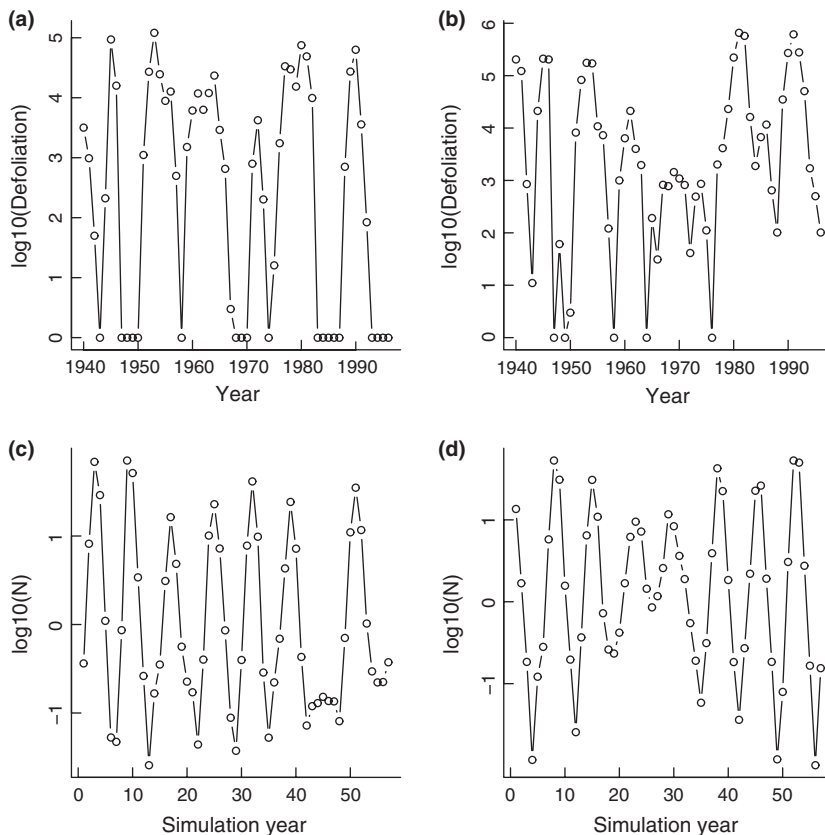 (a)
log10(Defoliation)
5
4
3
2
1
0
1940 1950 1960 1970 1980 1990
Year
(b)
log10(Defoliation)
6
5
4
3
2
1
0
1940 1950 1960 1970 1980 1990
Year
(c)
log10(N)
1
0
−1
0 10 20 30 40 50
Simulation year
(d)
log10(N)
1
0
−1
0 10 20 30 40 50
Simulation year